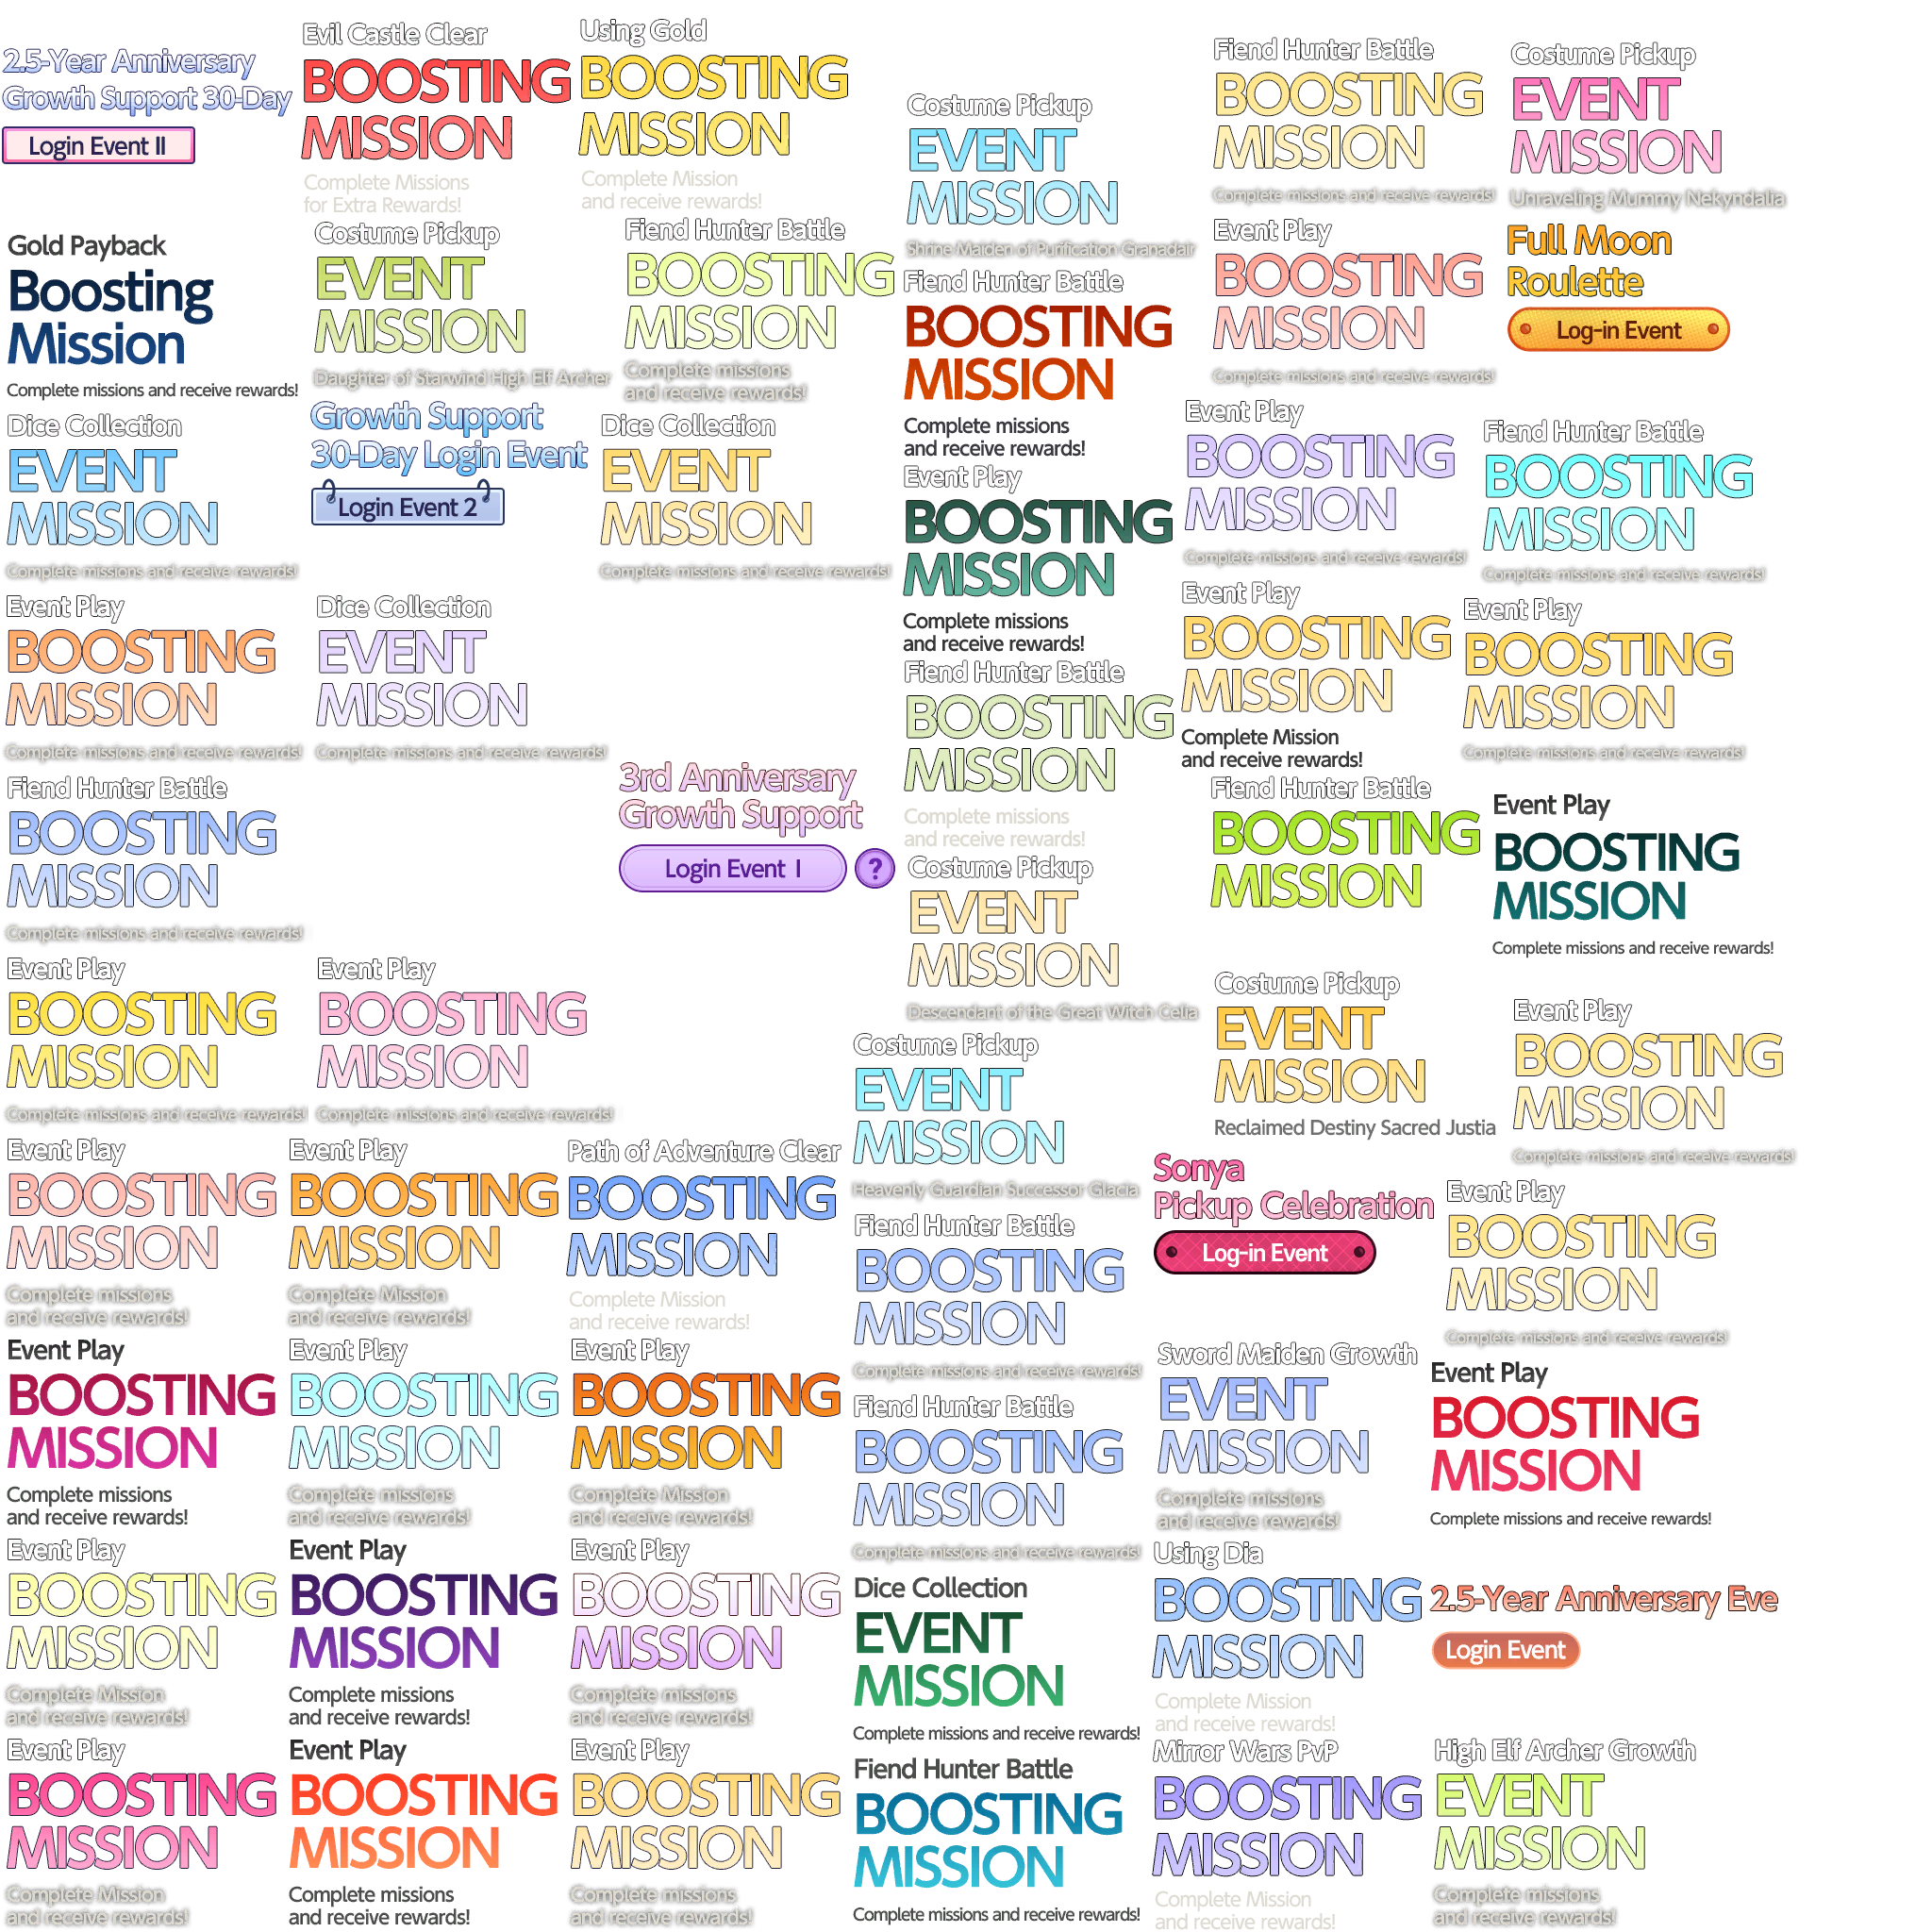 2.5-Year Anniversary
Growth Support 30-Day
Login Event II
Evil Castle Clear
BOOSTING
MISSION
Complete Missions
for Extra Rewards!
Using Gold
BOOSTING
MISSION
Complete Mission
and receive rewards!
Costume Pickup
EVENT
MISSION
Shrine Maiden of Purification Granadair
Fiend Hunter Battle
BOOSTING
MISSION
Complete missions and receive rewards!
Costume Pickup
EVENT
MISSION
Unraveling Mummy Nekyndalia
Gold Payback
Boosting
Mission
Complete missions and receive rewards!
Costume Pickup
EVENT
MISSION
Daughter of Starwind High Elf Archer
Fiend Hunter Battle
BOOSTING
MISSION
Complete missions
and receive rewards!
Fiend Hunter Battle
BOOSTING
MISSION
Complete missions
and receive rewards!
Event Play
BOOSTING
MISSION
Complete missions and receive rewards!
Full Moon
Roulette
Log-in Event
Dice Collection
EVENT
MISSION
Complete missions and receive rewards!
Growth Support
30-Day Login Event
Login Event 2
Dice Collection
EVENT
MISSION
Complete missions and receive rewards!
Event Play
BOOSTING
MISSION
Complete missions
and receive rewards!
Event Play
BOOSTING
MISSION
Complete missions and receive rewards!
Fiend Hunter Battle
BOOSTING
MISSION
Complete missions and receive rewards!
Event Play
BOOSTING
MISSION
Complete missions and receive rewards!
Dice Collection
EVENT
MISSION
Complete missions and receive rewards!
Fiend Hunter Battle
BOOSTING
MISSION
Complete missions
and receive rewards!
Event Play
BOOSTING
MISSION
Complete Mission
and receive rewards!
Event Play
BOOSTING
MISSION
Complete missions and receive rewards!
Fiend Hunter Battle
BOOSTING
MISSION
Complete missions and receive rewards!
3rd Anniversary
Growth Support
Login Event I
?
Costume Pickup
EVENT
MISSION
Descendant of the Great Witch Celia
Fiend Hunter Battle
BOOSTING
MISSION
Event Play
BOOSTING
MISSION
Complete missions and receive rewards!
Event Play
BOOSTING
MISSION
Complete missions and receive rewards!
Event Play
BOOSTING
MISSION
Complete missions and receive rewards!
Costume Pickup
EVENT
MISSION
Heavenly Guardian Successor Glacia
Costume Pickup
EVENT
MISSION
Reclaimed Destiny Sacred Justia
Event Play
BOOSTING
MISSION
Complete missions and receive rewards!
Event Play
BOOSTING
MISSION
Complete missions
and receive rewards!
Event Play
BOOSTING
MISSION
Complete Mission
and receive rewards!
Path of Adventure Clear
BOOSTING
MISSION
Complete Mission
and receive rewards!
Fiend Hunter Battle
BOOSTING
MISSION
Complete missions and receive rewards!
Sonya
Pickup Celebration
Log-in Event
Event Play
BOOSTING
MISSION
Complete missions and receive rewards!
Event Play
BOOSTING
MISSION
Complete missions
and receive rewards!
Event Play
BOOSTING
MISSION
Complete missions
and receive rewards!
Event Play
BOOSTING
MISSION
Complete Mission
and receive rewards!
Fiend Hunter Battle
BOOSTING
MISSION
Complete missions and receive rewards!
Sword Maiden Growth
EVENT
MISSION
Complete missions
and receive rewards!
Event Play
BOOSTING
MISSION
Complete missions and receive rewards!
Event Play
BOOSTING
MISSION
Complete Mission
and receive rewards!
Event Play
BOOSTING
MISSION
Complete missions
and receive rewards!
Event Play
BOOSTING
MISSION
Complete missions
and receive rewards!
Dice Collection
EVENT
MISSION
Complete missions and receive rewards!
Using Dia
BOOSTING
MISSION
Complete Mission
and receive rewards!
2.5-Year Anniversary Eve
Login Event
Event Play
BOOSTING
MISSION
Complete Mission
and receive rewards!
Event Play
BOOSTING
MISSION
Complete missions
and receive rewards!
Event Play
BOOSTING
MISSION
Complete missions
and receive rewards!
Fiend Hunter Battle
BOOSTING
MISSION
Complete missions and receive rewards!
Mirror Wars PvP
BOOSTING
MISSION
Complete Mission
and receive rewards!
High Elf Archer Growth
EVENT
MISSION
Complete missions
and receive rewards!